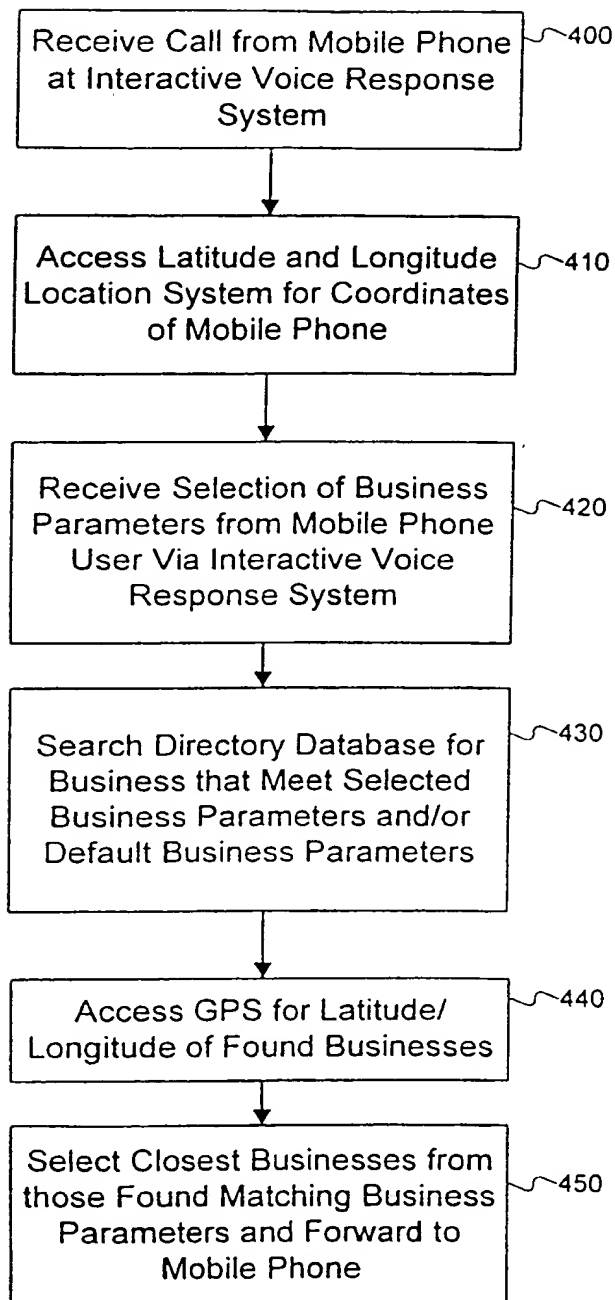 Receive Call from Mobile Phone
at Interactive Voice Response
System
400
Access Latitude and Longitude
Location System for Coordinates
of Mobile Phone
410
Receive Selection of Business
Parameters from Mobile Phone
User Via Interactive Voice
Response System
420
Search Directory Database for
Business that Meet Selected
Business Parameters and/or
Default Business Parameters
430
Access GPS for Latitude/
Longitude of Found Businesses
440
Select Closest Businesses from
those Found Matching Business
Parameters and Forward to
Mobile Phone
450